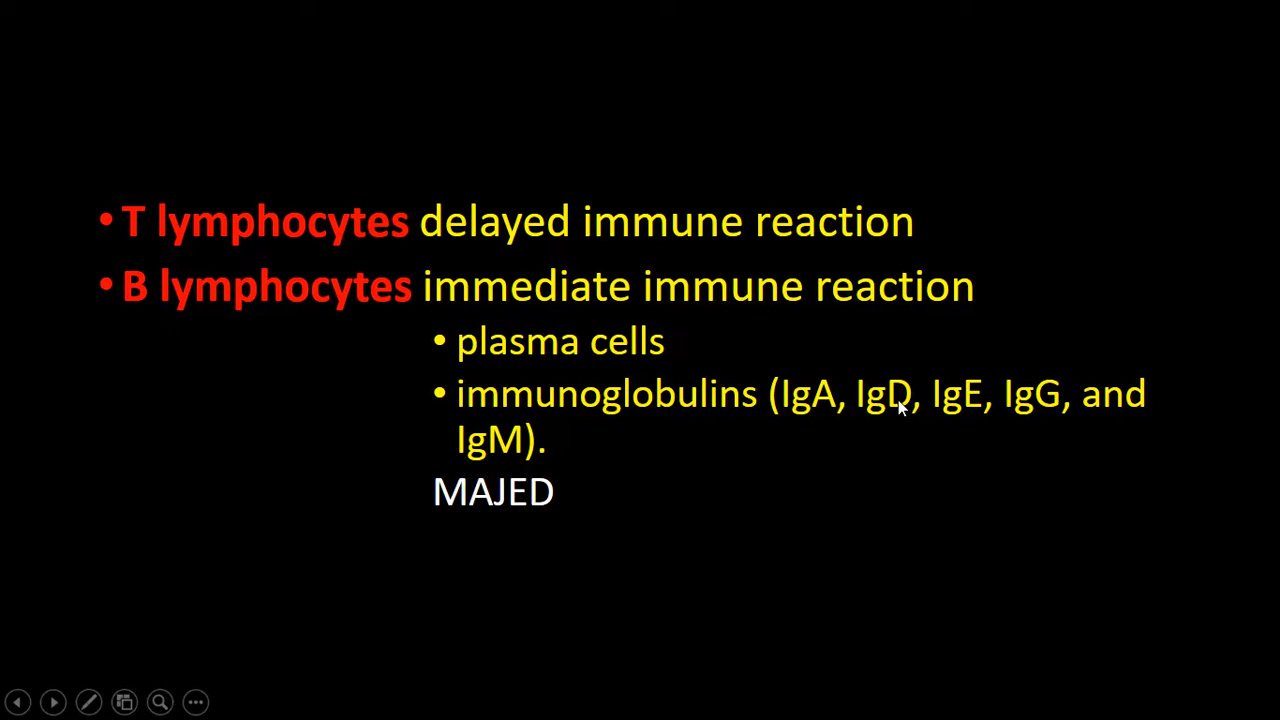 •T lymphocytes delayed immune reaction
•B lymphocytes immediate immune reaction
• plasma cells
• immunoglobulins (IgA, IgD, IgE, IgG, and
IgM).
MAJED